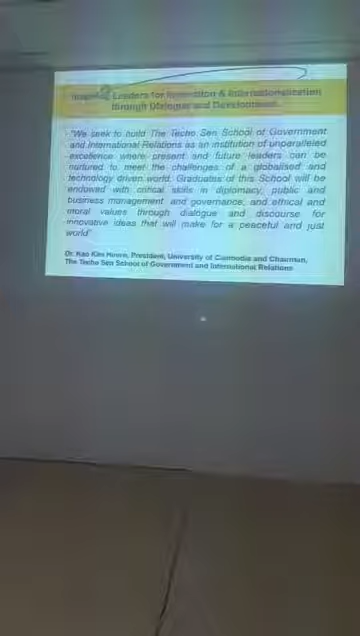 Inspiring Leaders for Innovation & Internationalization
through Dialogue and Development
"We seek to build The Techo Sen School of Government
and International Relations as an institution of unparalleled
excellence where present and future leaders can be
nurtured to meet the challenges of a globalised and
technology driven world. Graduates of this School will be
endowed with critical skills in diplomacy, public and
business management and governance, and ethical and
moral values through dialogue and discourse for
innovative ideas that will make for a peaceful and just
world"
Dr. Kao Kim Hourn, President, University of Cambodia and Chairman,
The Techo Sen School of Government and International Relations